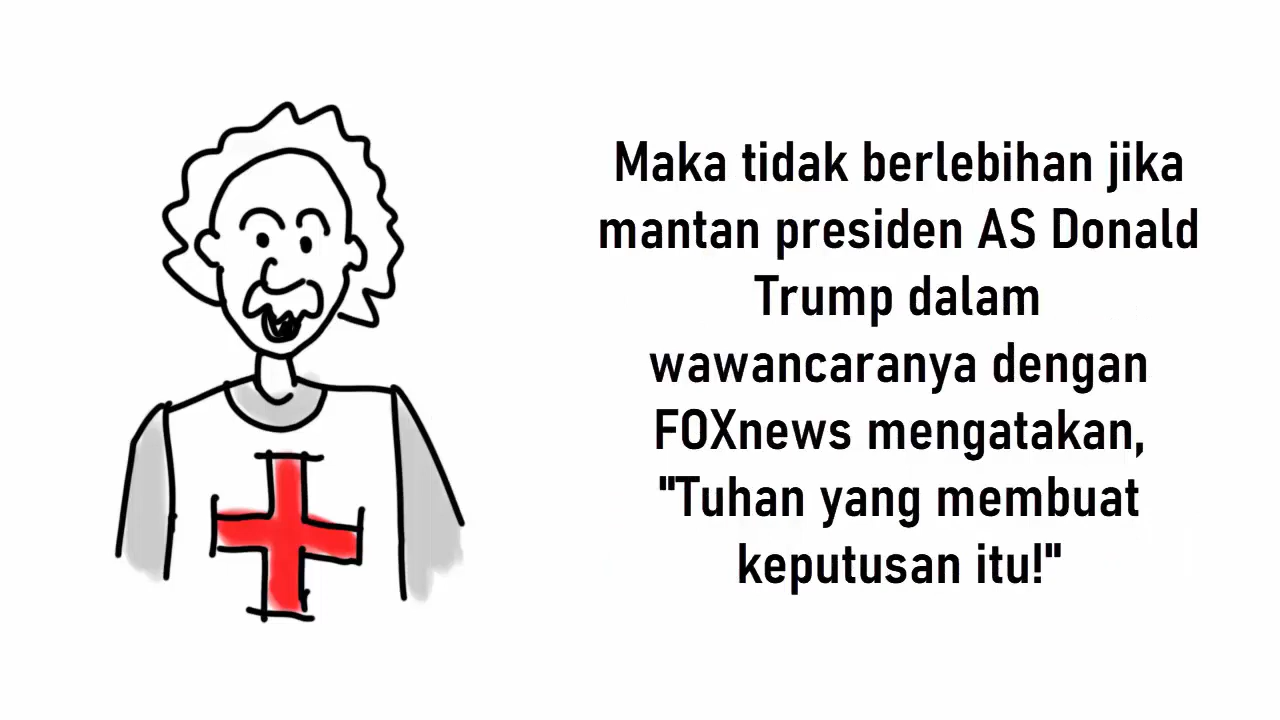 Maka tidak berlebihan jika
mantan presiden AS Donald
Trump dalam
wawancaranya dengan
FOXnews mengatakan,
"Tuhan yang membuat
keputusan itu!"